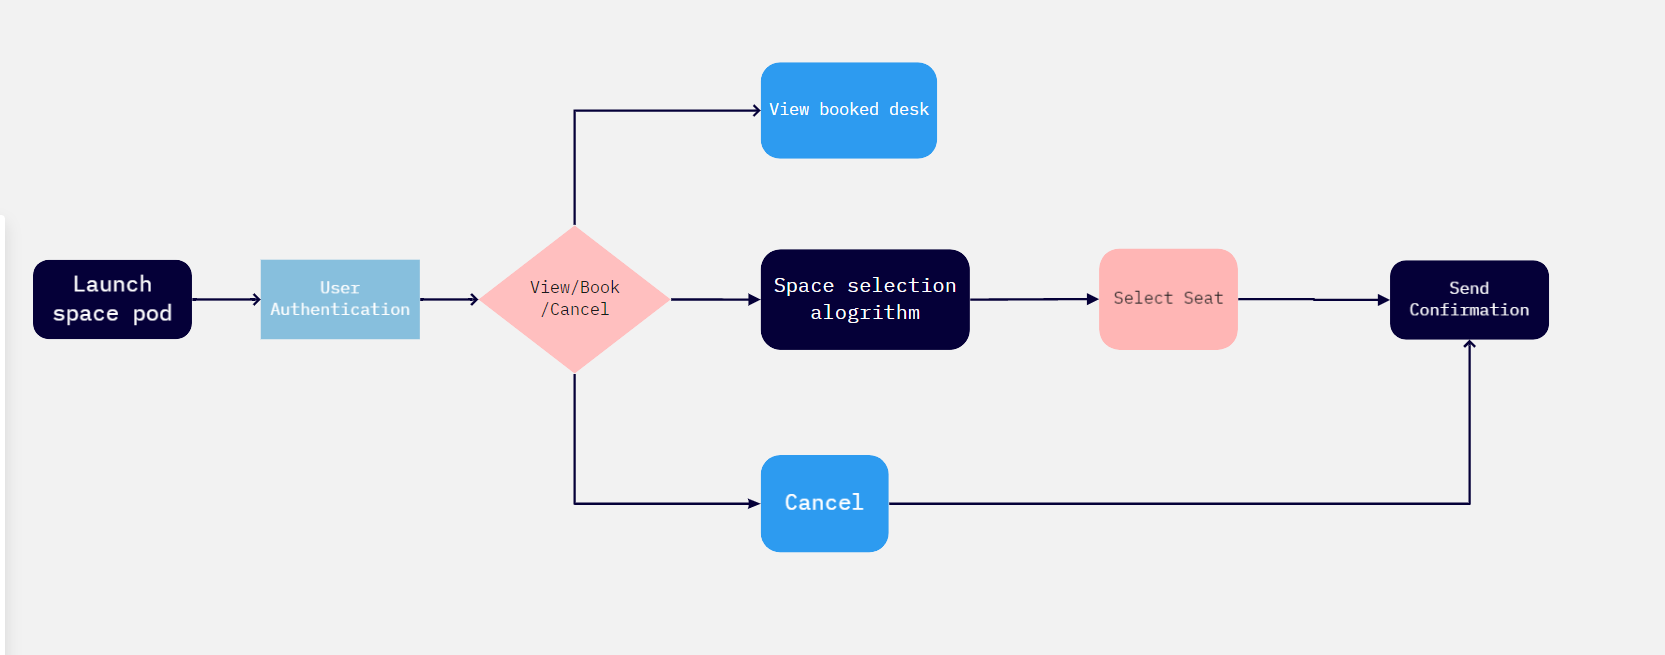 View booked desk
Launch
space pod
User
Authentication
View/Book
/Cancel
Space selection
alogrithm
Select Seat
Send
Confirmation
Cancel